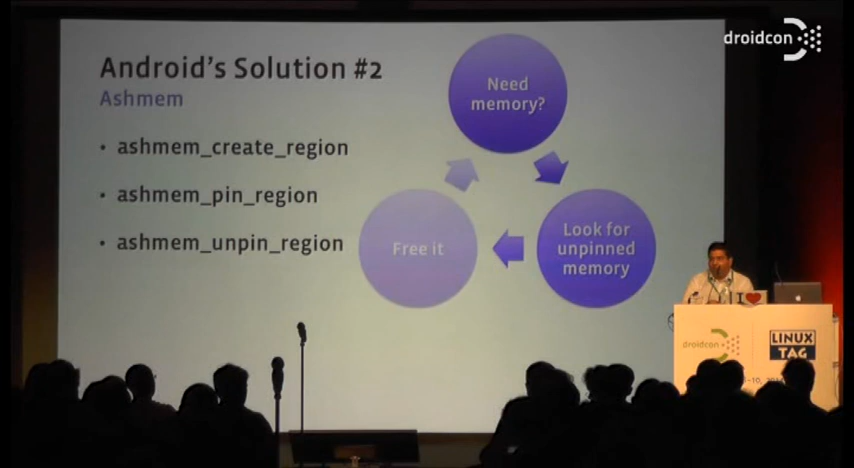 droidcon
Android's Solution #2
Ashmem
• ashmem_create_region
• ashmem_pin_region
• ashmem_unpin_region
Need
memory?
Look for
unpinned
memory
Free it
I
droidcon
LINUX
TAG